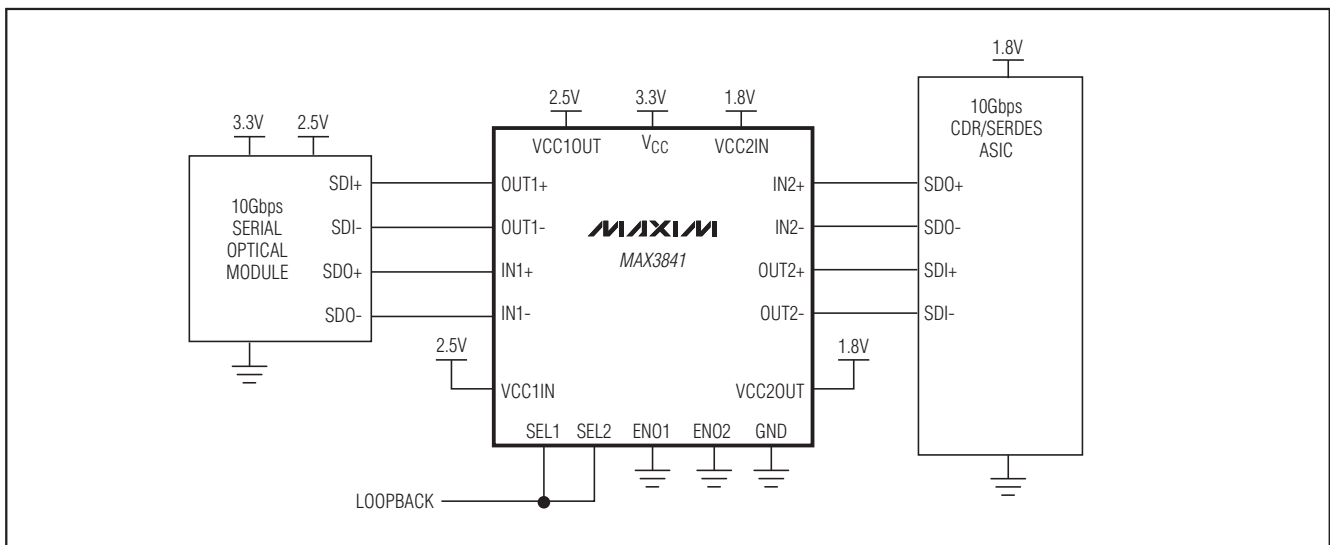 1.8V
2.5V
3.3V
1.8V
10Gbps
CDR/SERDES
ASIC
3.3V
2.5V
VCC1OUT
VCC
VCC2IN
10Gbps
SERIAL
OPTICAL
MODULE
SDI+
SDI-
SDO+
SDO-
OUT1+
OUT1-
IN1+
IN1-
MAXIM
MAX3841
IN2+
IN2-
OUT2+
OUT2-
SDO+
SDO-
SDI+
SDI-
2.5V
1.8V
VCC1IN
VCC2OUT
SEL1
SEL2
ENO1
ENO2
GND
LOOPBACK